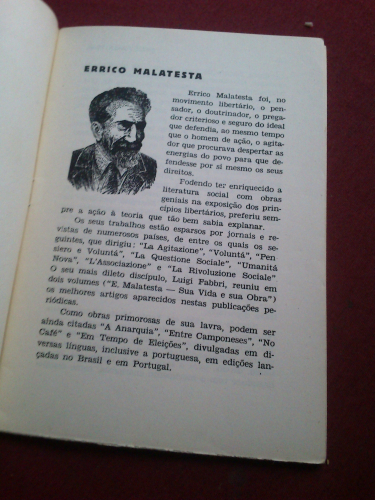 ERRICO MALATESTA
Errico Malatesta foi, no
movimento libertário, o pen-
sador, o doutrinador, o prega-
dor criterioso e seguro do ideal
que defendia, ao mesmo tempo
que o homem de ação, o agita-
dor que procurava despertar as
energias do povo para que de-
fendesse por si mesmo os seus
direitos.
Podendo ter enriquecido a
literatura social com obras
geniais na exposição dos prin-
cípios libertários, preferiu sem-
pre a ação à teoria que tão bem sabia explanar.
Os seus trabalhos estão esparsos por jornais e re-
vistas de numerosos países, de entre os quais os se-
guintes, que dirigiu: "La Agitazione", "Voluntá", "Pen
siero e Voluntá", "La Questione Sociale", "Umanitá
Nova", "L'Associazione" e "La Rivoluzione Sociale"
O seu mais dileto discípulo, Luigi Fabbri, reuniu em
dois volumes ("E. Malatesta — Sua Vida e sua Obra")
os melhores artigos aparecidos nestas publicações pe-
riódicas.
Como obras primorosas de sua lavra, podem ser
ainda citadas "A Anarquia", "Entre Camponeses", "No
Café" e "Em Tempo de Eleições", divulgadas em di-
versas línguas, inclusive a portuguesa, em edições lan-
çadas no Brasil e em Portugal.